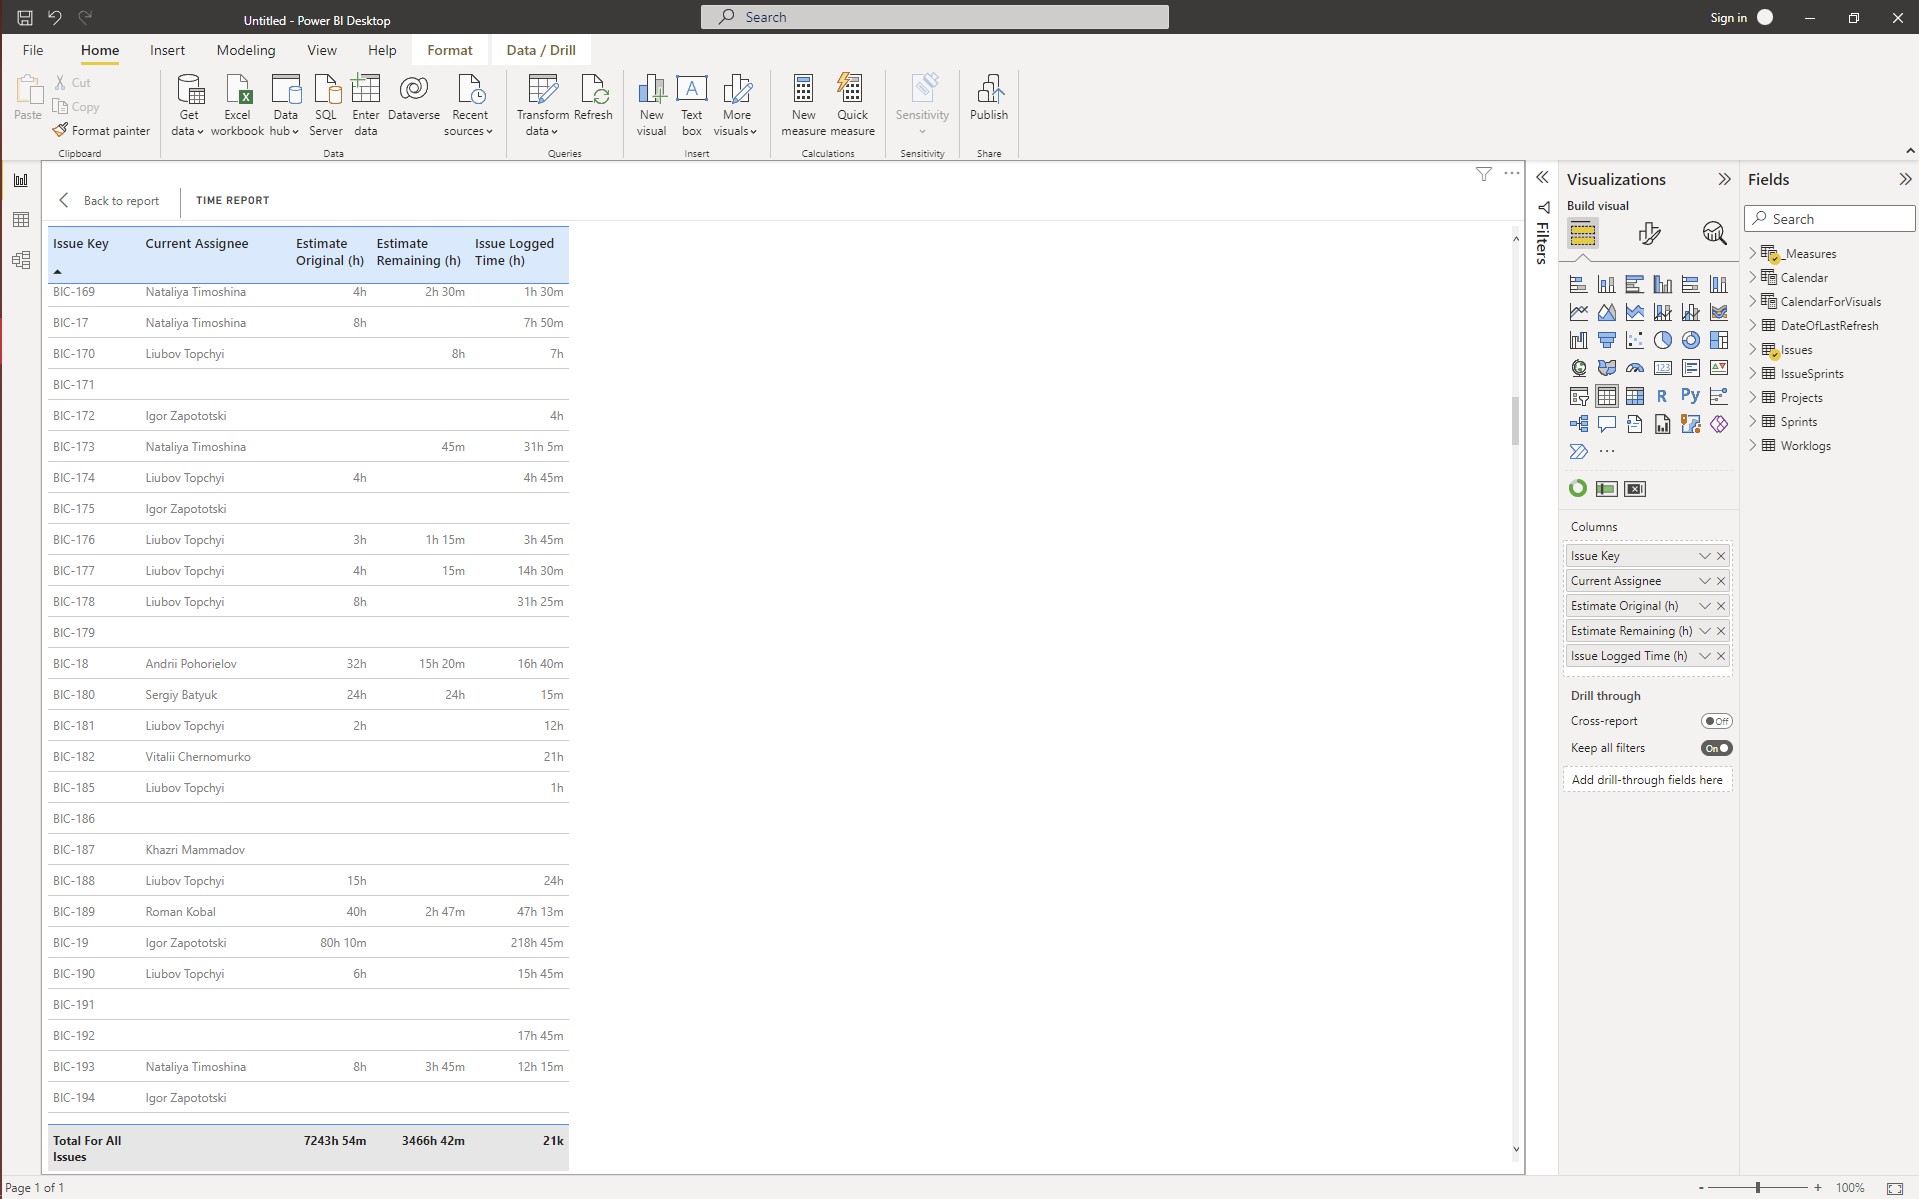 Untitled - Power BI Desktop
Search
Sign in
File Home Insert Modeling View Help Format Data / Drill
Paste
Cut
Copy
Format painter
Clipboard
Get data
Excel workbook
Data hub
SQL Server
Enter data
Dataverse
Recent sources
Data
Transform data
Refresh
Queries
New visual
Text box
More visuals
Insert
New measure
Quick measure
Calculations
Sensitivity
Sensitivity
Publish
Share
Back to report
TIME REPORT
Issue Key Current Assignee Estimate Original (h) Estimate Remaining (h) Issue Logged Time (h)
BIC-169 Nataliya Timoshina 4h 2h 30m 1h 30m
BIC-17 Nataliya Timoshina 8h 7h 50m
BIC-170 Liubov Topchyi 8h 7h
BIC-171
BIC-172 Igor Zapototski 4h
BIC-173 Nataliya Timoshina 45m 31h 5m
BIC-174 Liubov Topchyi 4h 4h 45m
BIC-175 Igor Zapototski
BIC-176 Liubov Topchyi 3h 1h 15m 3h 45m
BIC-177 Liubov Topchyi 4h 15m 14h 30m
BIC-178 Liubov Topchyi 8h 31h 25m
BIC-179
BIC-18 Andrii Pohorielov 32h 15h 20m 16h 40m
BIC-180 Sergiy Batyuk 24h 24h 15m
BIC-181 Liubov Topchyi 2h 12h
BIC-182 Vitalii Chernomurko 21h
BIC-185 Liubov Topchyi 1h
BIC-186
BIC-187 Khazri Mammadov
BIC-188 Liubov Topchyi 15h 24h
BIC-189 Roman Kobal 40h 2h 47m 47h 13m
BIC-19 Igor Zapototski 80h 10m 218h 45m
BIC-190 Liubov Topchyi 6h 15h 45m
BIC-191
BIC-192 17h 45m
BIC-193 Nataliya Timoshina 8h 3h 45m 12h 15m
BIC-194 Igor Zapototski
Total For All Issues 7243h 54m 3466h 42m 21k
Filters
Visualizations
Build visual
123
R
Py
Columns
Issue Key
Current Assignee
Estimate Original (h)
Estimate Remaining (h)
Issue Logged Time (h)
Drill through
Cross-report Off
Keep all filters On
Add drill-through fields here
Fields
Search
_Measures
Calendar
CalendarForVisuals
DateOfLastRefresh
Issues
IssueSprints
Projects
Sprints
Worklogs
Page 1 of 1
- + 100%